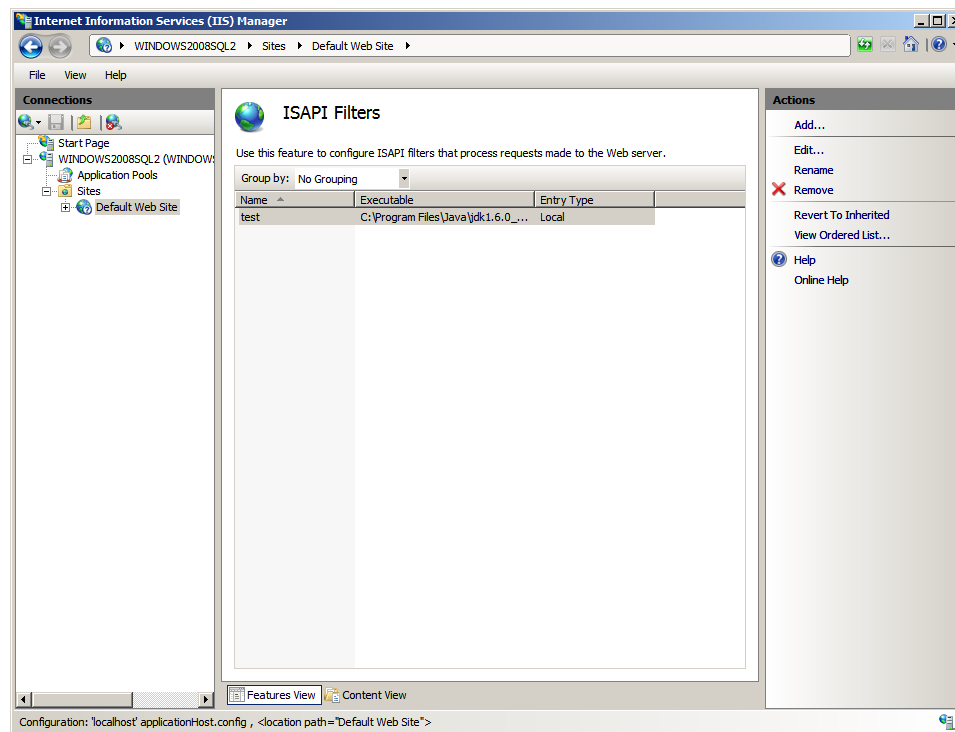 Internet Information Services (IIS) Manager
WINDOWS2008SQL2 Sites Default Web Site
File View Help
Connections
Start Page
WINDOWS2008SQL2 (WINDOW
Application Pools
Sites
Default Web Site
ISAPI Filters
Use this feature to configure ISAPI filters that process requests made to the Web server.
Group by: No Grouping
Name Executable Entry Type
test C:\Program Files\Java\jdk1.6.0_... Local
Features View Content View
Actions
Add...
Edit...
Rename
Remove
Revert To Inherited
View Ordered List...
Help
Online Help
Configuration: 'localhost' applicationHost.config , <location path="Default Web Site">